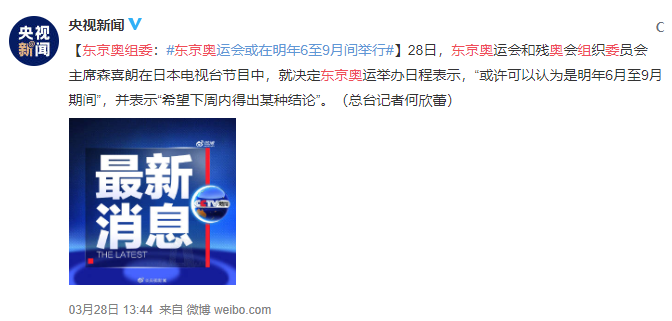 央视新闻
央视
新闻
【东京奥组委：#东京奥运会或在明年6至9月间举行#】28日，东京奥运会和残奥会组织委员会
主席森喜朗在日本电视台节目中，就决定东京奥运举办日程表示，“或许可以认为是明年6月至9月
期间”，并表示“希望下周内得出某种结论”。（总台记者何欣蕾）
最新
消息
CCTV
THE LATEST
03月28日 13:44 来自 微博 weibo.com